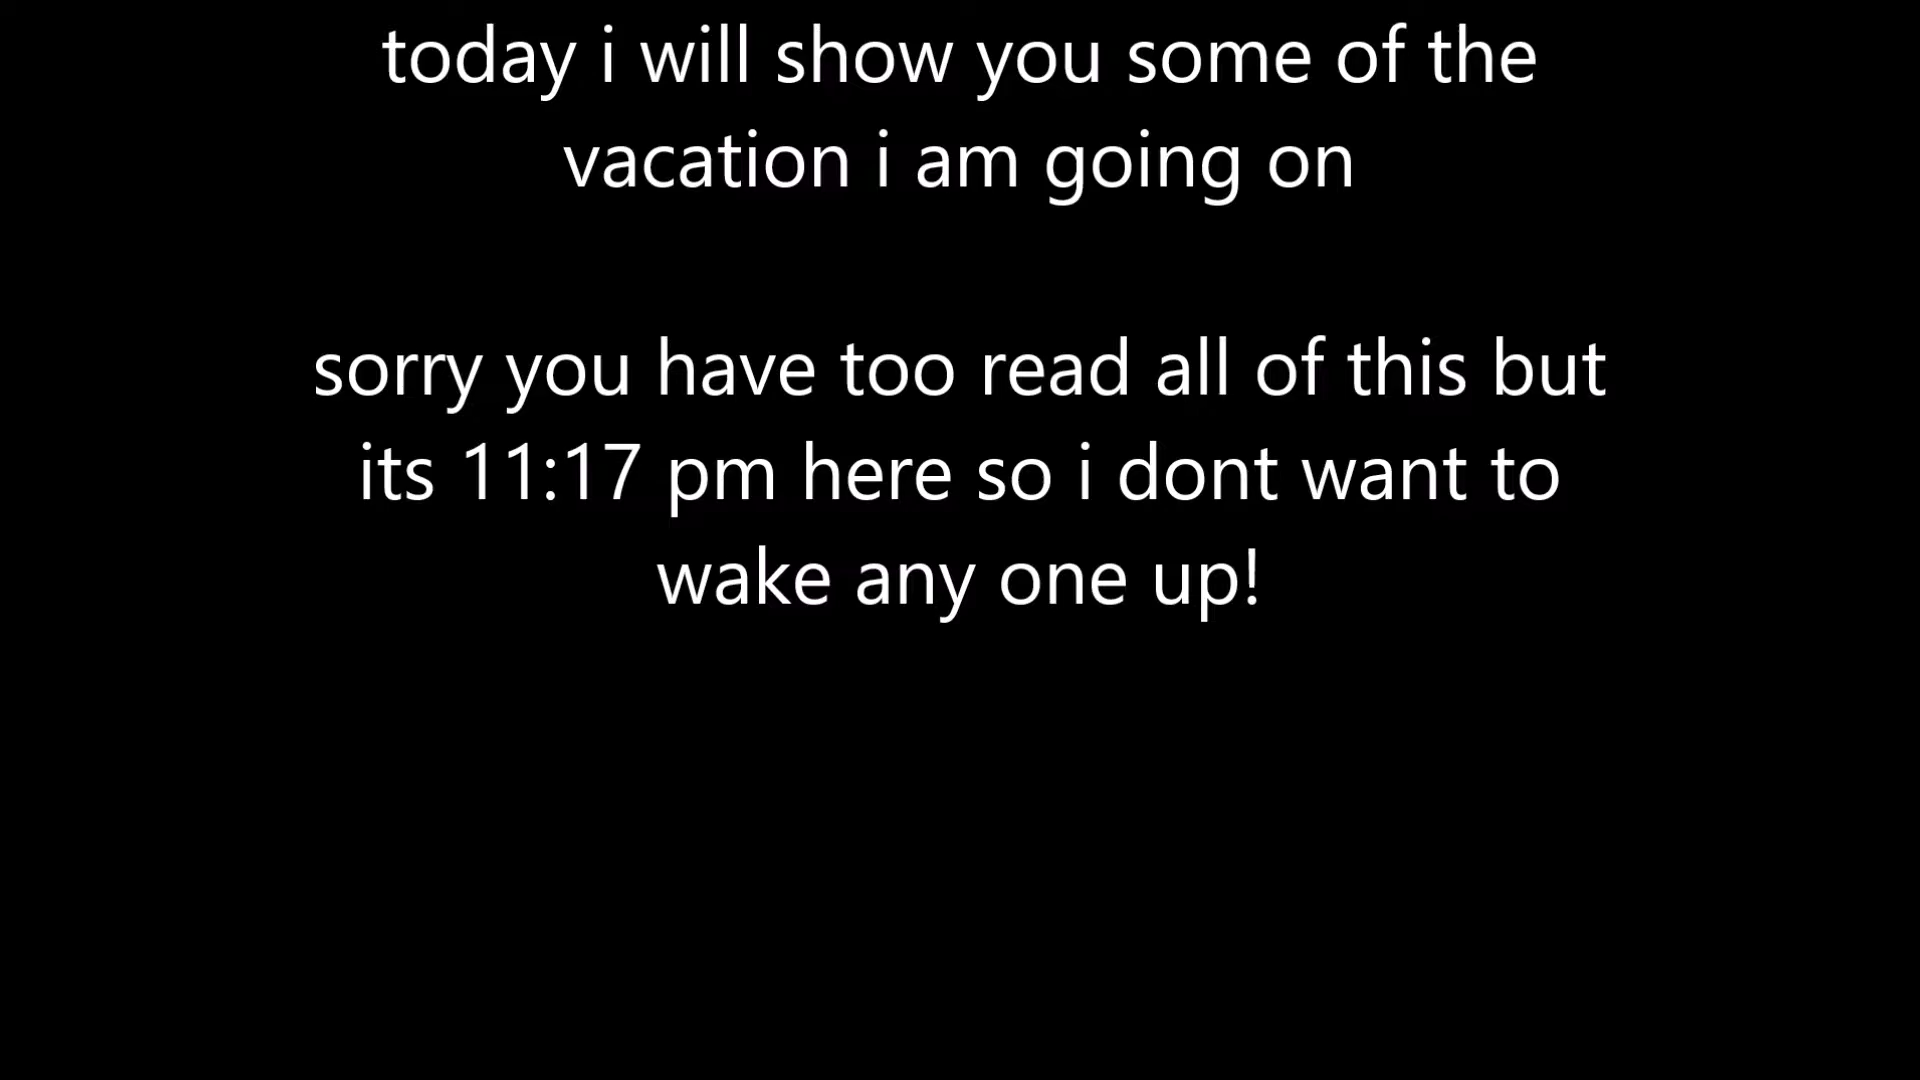 today i will show you some of the
vacation i am going on
sorry you have too read all of this but
its 11:17 pm here so i dont want to
wake any one up!